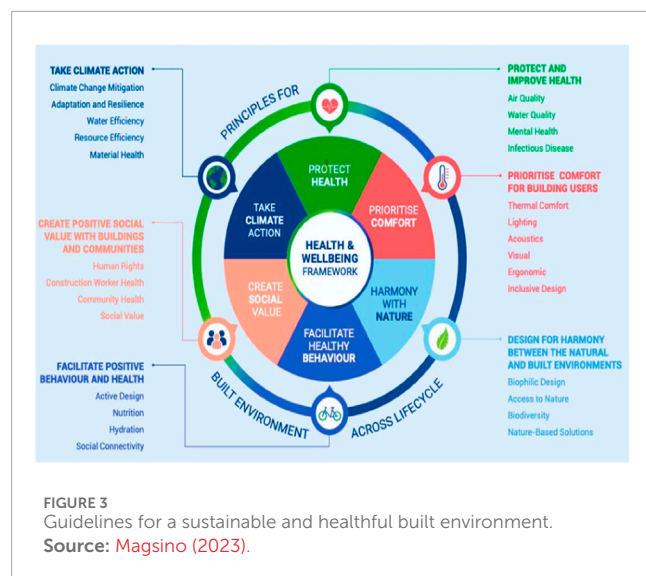 TAKE CLIMATE ACTION
Climate Change Mitigation
Adaptation and Resilience
Water Efficiency
Resource Efficiency
Material Health
CREATE POSITIVE SOCIAL
VALUE WITH BUILDINGS
AND COMMUNITIES
Human Rights
Construction Worker Health
Community Health
Social Value
FACILITATE POSITIVE
BEHAVIOUR AND HEALTH
Active Design
Nutrition
Hydration
Social Connectivity
PRINCIPLES FOR
BUILT ENVIRONMENT
ACROSS LIFECYCLE
PROTECT
HEALTH
TAKE
CLIMATE
ACTION
PRIORITISE
COMFORT
HEALTH &
WELLBEING
FRAMEWORK
CREATE
SOCIAL
VALUE
HARMONY
WITH
NATURE
FACILITATE
HEALTHY
BEHAVIOUR
PROTECT AND
IMPROVE HEALTH
Air Quality
Water Quality
Mental Health
Infectious Disease
PRIORITISE COMFORT
FOR BUILDING USERS
Thermal Comfort
Lighting
Acoustics
Visual
Ergonomic
Inclusive Design
DESIGN FOR HARMONY
BETWEEN THE NATURAL
AND BUILT ENVIRONMENTS
Biophilic Design
Access to Nature
Biodiversity
Nature-Based Solutions
FIGURE 3
Guidelines for a sustainable and healthful built environment.
Source: Magsino (2023).